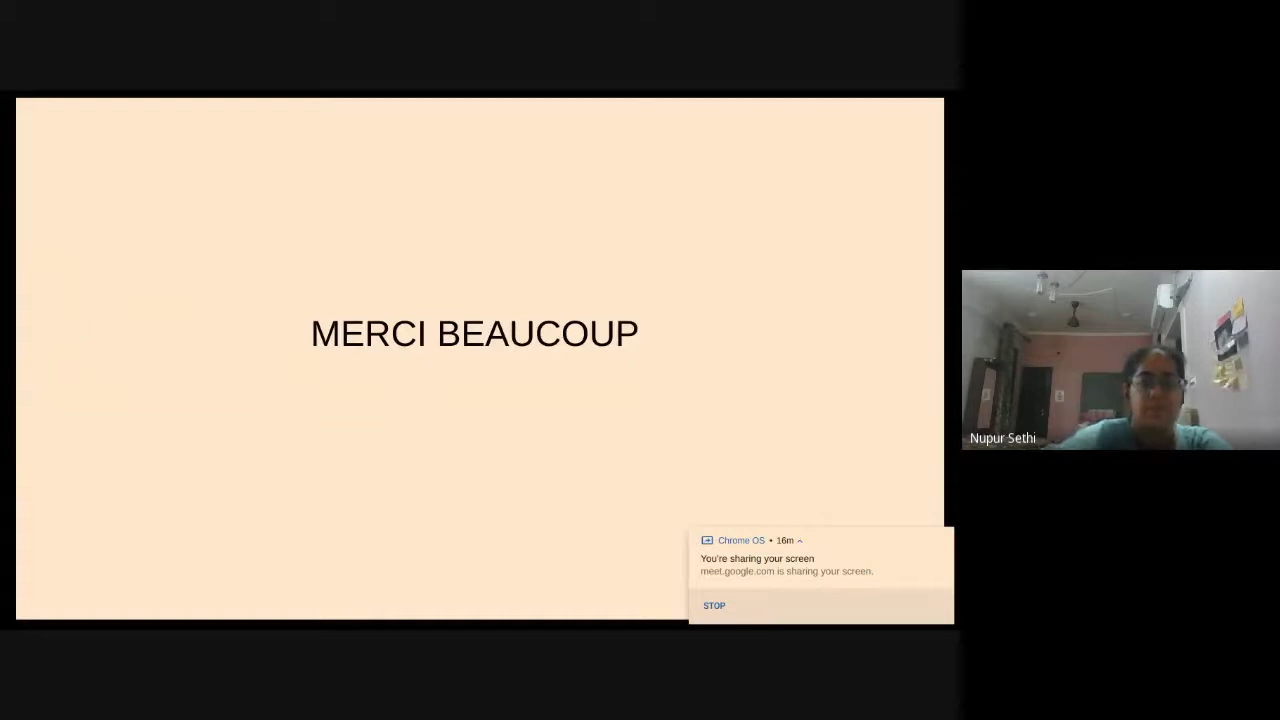 MERCI BEAUCOUP
Nupur Sethi
Chrome OS • 16m
You're sharing your screen
meet.google.com is sharing your screen.
STOP